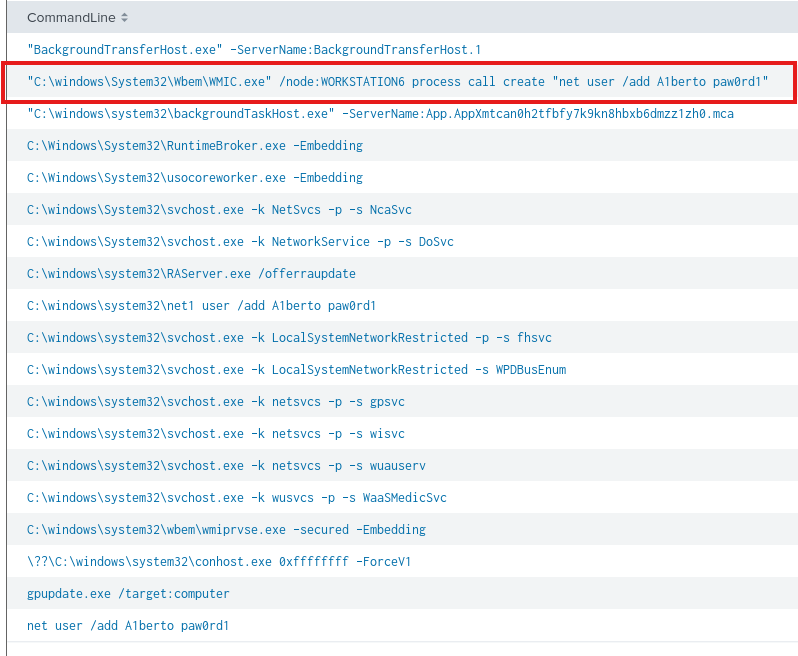 CommandLine
"BackgroundTransferHost.exe" -ServerName:BackgroundTransferHost.1
"C:\windows\System32\Wbem\WMIC.exe" /node:WORKSTATION6 process call create "net user /add A1berto paw0rd1"
"C:\windows\system32\backgroundTaskHost.exe" -ServerName:App.AppXmtcan0h2tfbfy7k9kn8hbxb6dmzz1zh0.mca
C:\Windows\System32\RuntimeBroker.exe -Embedding
C:\Windows\System32\usocoreworker.exe -Embedding
C:\windows\System32\svchost.exe -k NetSvcs -p -s NcaSvc
C:\windows\System32\svchost.exe -k NetworkService -p -s DoSvc
C:\windows\system32\RAServer.exe /offerraupdate
C:\windows\system32\net1 user /add A1berto paw0rd1
C:\windows\system32\svchost.exe -k LocalSystemNetworkRestricted -p -s fhsvc
C:\windows\system32\svchost.exe -k LocalSystemNetworkRestricted -s WPDBusEnum
C:\windows\system32\svchost.exe -k netsvcs -p -s gpsvc
C:\windows\system32\svchost.exe -k netsvcs -p -s wisvc
C:\windows\system32\svchost.exe -k netsvcs -p -s wuauserv
C:\windows\system32\svchost.exe -k wusvcs -p -s WaaSMedicSvc
C:\windows\system32\wbem\wmiprvse.exe -secured -Embedding
\??\C:\windows\system32\conhost.exe 0xffffffff -ForceV1
gpupdate.exe /target:computer
net user /add A1berto paw0rd1